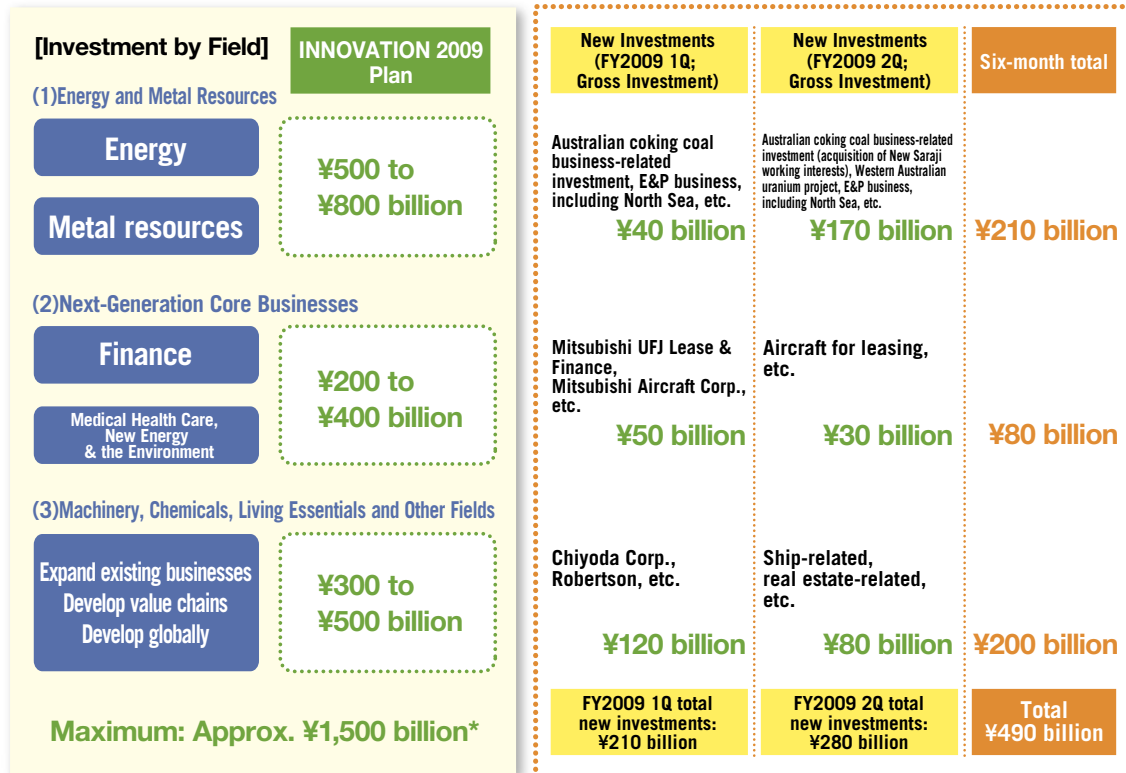 [Investment by Field]
INNOVATION 2009
Plan
New Investments
(FY2009 1Q;
Gross Investment)
New Investments
(FY2009 2Q;
Gross Investment)
Six-month total
(1)Energy and Metal Resources
Energy
Metal resources
¥500 to
¥800 billion
Australian coking coal
business-related
investment, E&P business,
including North Sea, etc.
¥40 billion
Australian coking coal business-related
investment (acquisition of New Saraji
working interests), Western Australian
uranium project, E&P business,
including North Sea, etc.
¥170 billion
¥210 billion
(2)Next-Generation Core Businesses
Finance
Medical Health Care,
New Energy
& the Environment
¥200 to
¥400 billion
Mitsubishi UFJ Lease &
Finance,
Mitsubishi Aircraft Corp.,
etc.
¥50 billion
Aircraft for leasing,
etc.
¥30 billion
¥80 billion
(3)Machinery, Chemicals, Living Essentials and Other Fields
Expand existing businesses
Develop value chains
Develop globally
¥300 to
¥500 billion
Chiyoda Corp.,
Robertson, etc.
¥120 billion
Ship-related,
real estate-related,
etc.
¥80 billion
¥200 billion
Maximum: Approx. ¥1,500 billion*
FY2009 1Q total
new investments:
¥210 billion
FY2009 2Q total
new investments:
¥280 billion
Total
¥490 billion